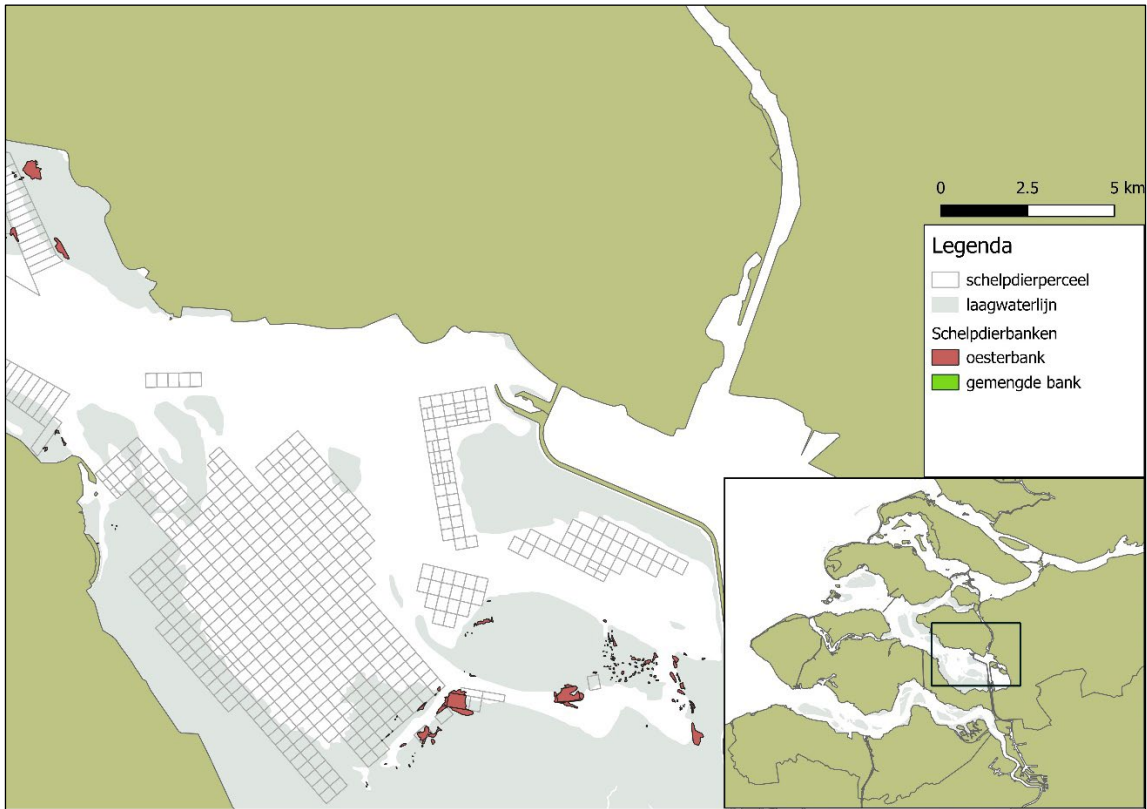 0 2.5 5 km
Legenda
schelpdierperceel
laagwaterlijn
Schelpdierbanken
oesterbank
gemengde bank